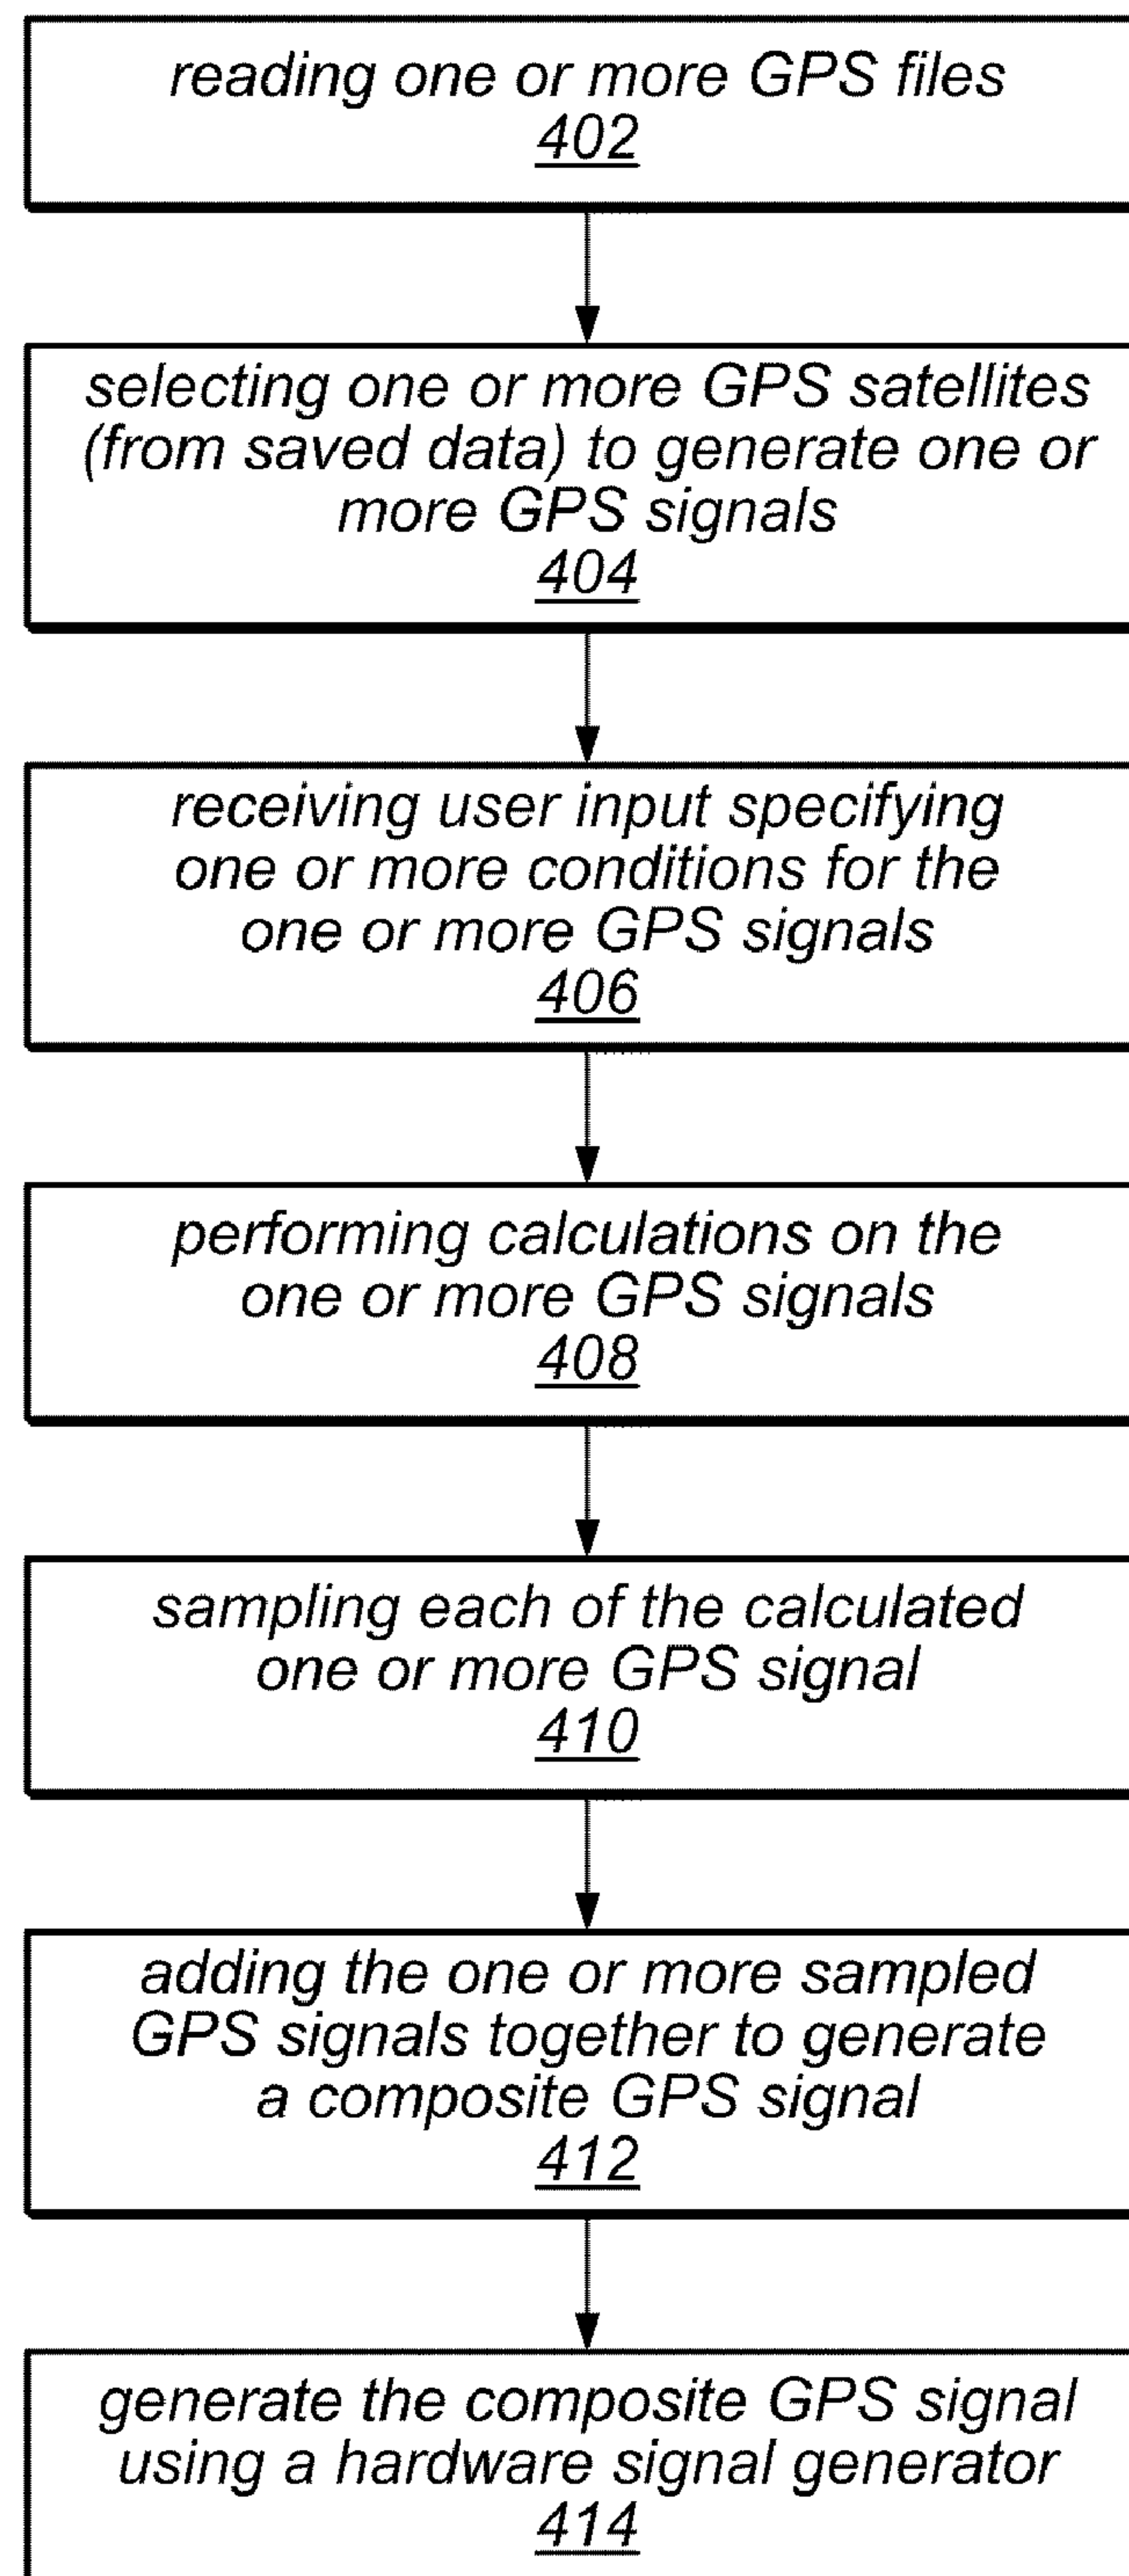 reading one or more GPS files
402
selecting one or more GPS satellites
(from saved data) to generate one or
more GPS signals
404
receiving user input specifying
one or more conditions for the
one or more GPS signals
406
performing calculations on the
one or more GPS signals
408
sampling each of the calculated
one or more GPS signal
410
adding the one or more sampled
GPS signals together to generate
a composite GPS signal
412
generate the composite GPS signal
using a hardware signal generator
414